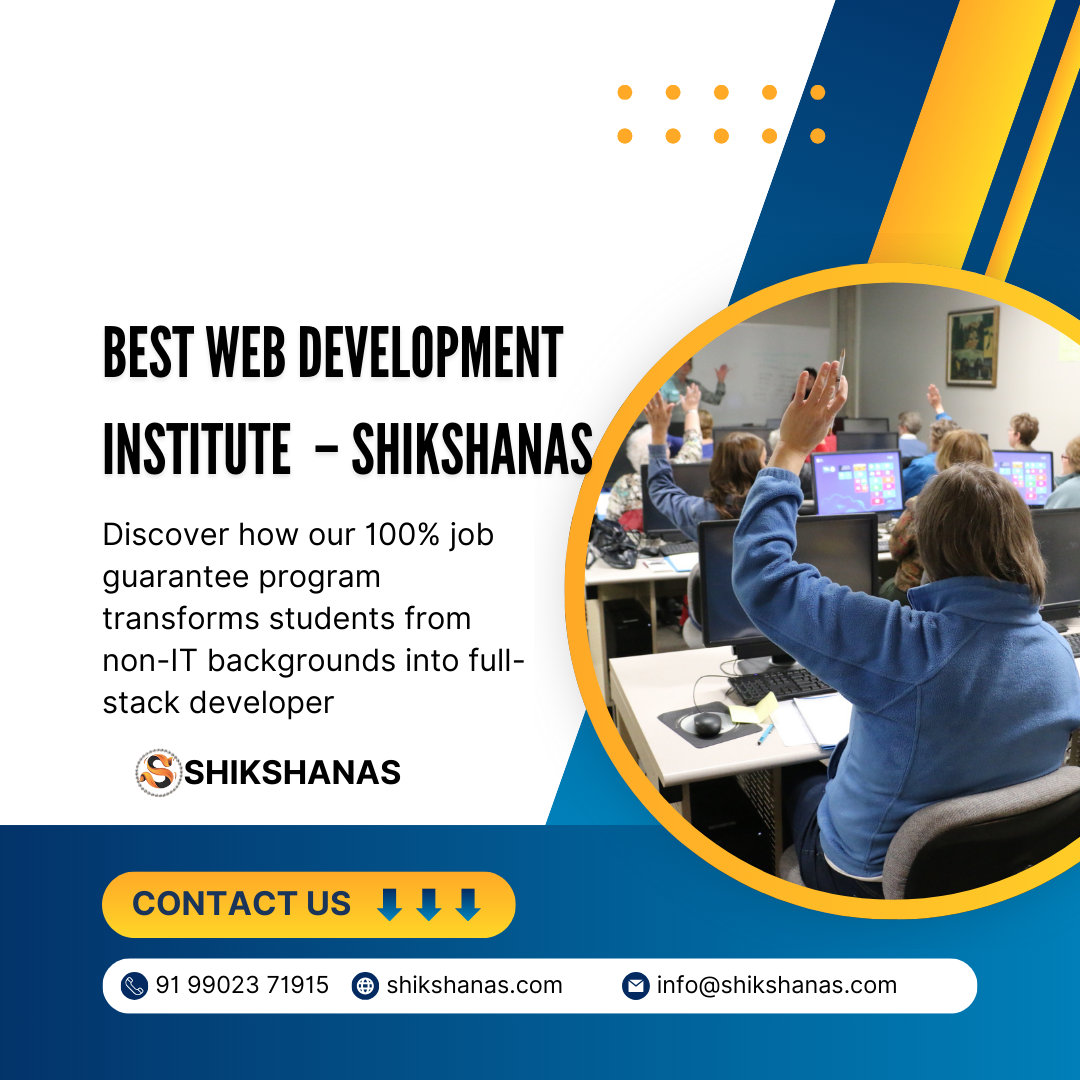 BEST WEB DEVELOPMENT
INSTITUTE – SHIKSHANAS
Discover how our 100% job
guarantee program
transforms students from
non-IT backgrounds into full-
stack developer
SHIKSHANAS
CONTACT US
91 99023 71915 shikshanas.com info@shikshanas.com